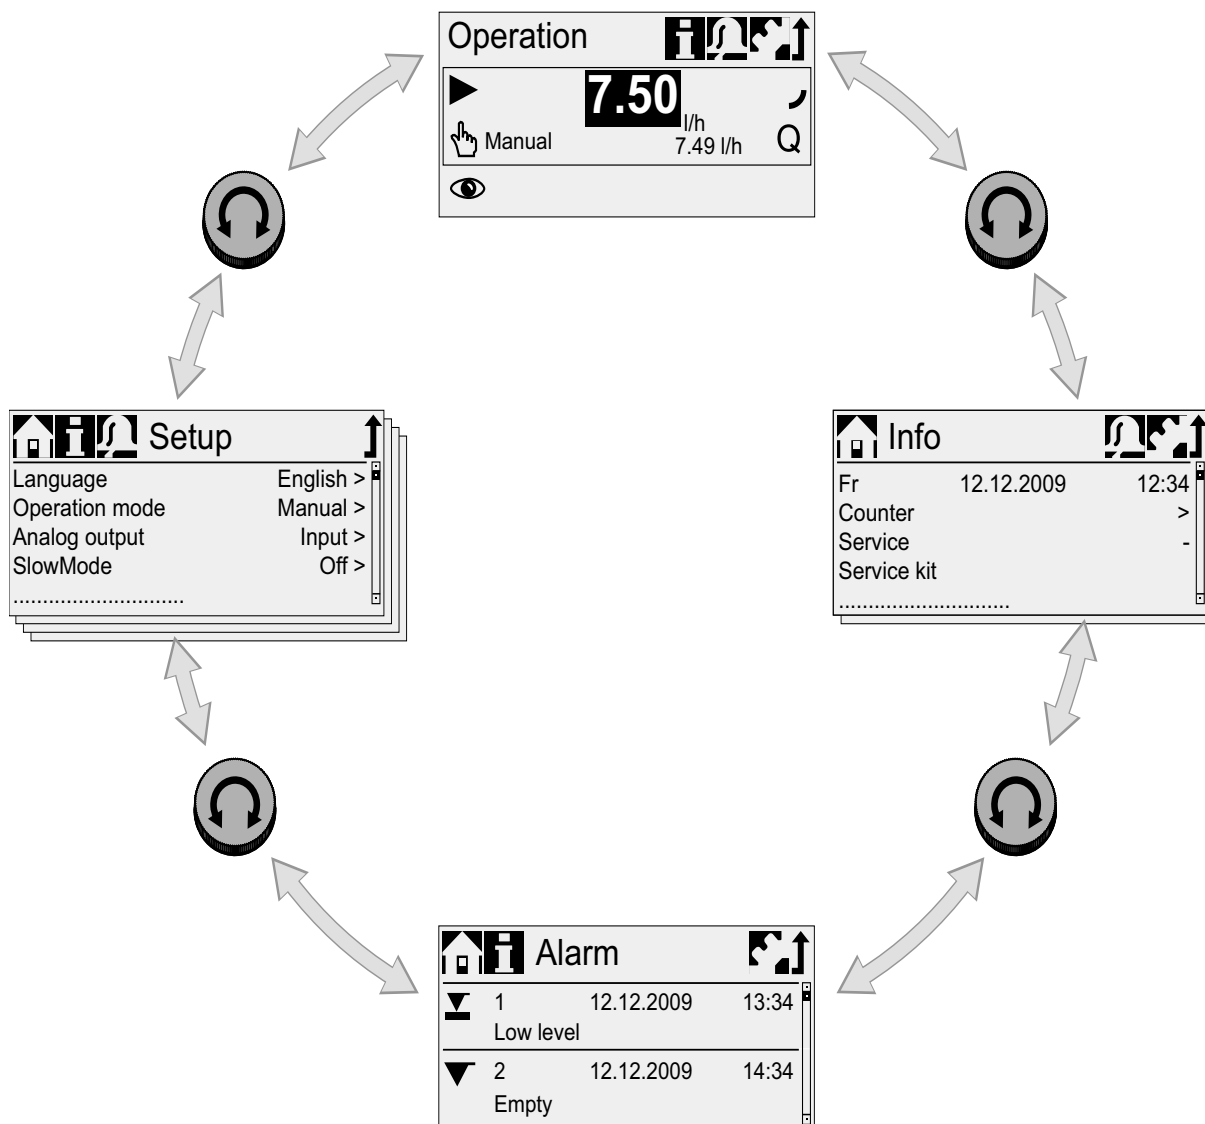 Operation
7.50
l/h
Manual 7.49 l/h Q
Setup
Language English >
Operation mode Manual >
Analog output Input >
SlowMode Off >
.............................
Info
Fr 12.12.2009 12:34
Counter >
Service -
Service kit
.............................
Alarm
1 12.12.2009 13:34
Low level
2 12.12.2009 14:34
Empty